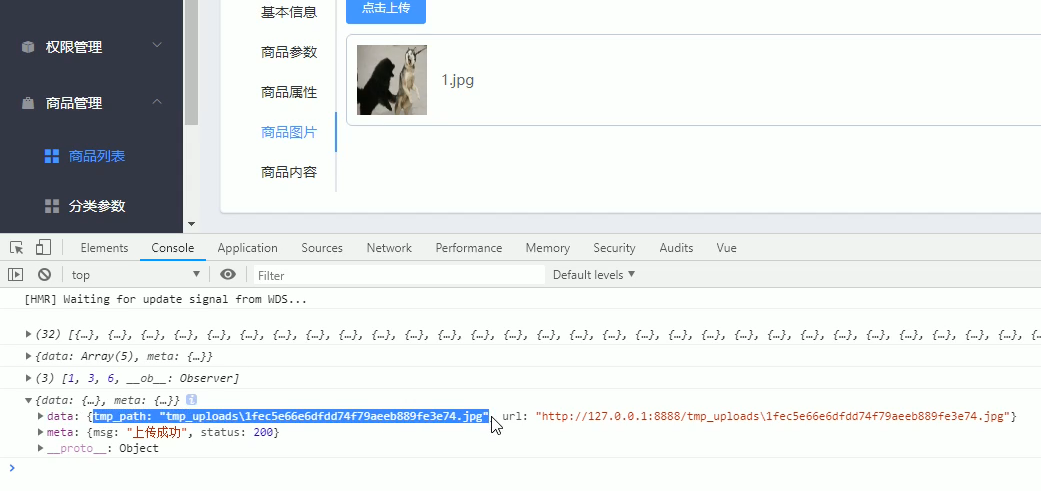 基本信息
点击上传
权限管理
商品参数
1.jpg
商品属性
商品管理
商品图片
商品列表
商品内容
分类参数
Elements Console Application Sources Network Performance Memory Security Audits Vue
top Filter Default levels
[HMR] Waiting for update signal from WDS...
(32) [{…}, {…}, {…}, {…}, {…}, {…}, {…}, {…}, {…}, {…}, {…}, {…}, {…}, {…}, {…}, {…}, {…}, {…}, {…}, {…}, {…}, {…}, {…}, {…}, {…}, {…}, {…}, {…}, {…}, {…
{data: Array(5), meta: {…}}
(3) [1, 3, 6, __ob__: Observer]
{data: {…}, meta: {…}} i
data: {tmp_path: "tmp_uploads\1fec5e66e6dfdd74f79aeeb889fe3e74.jpg", url: "http://127.0.0.1:8888/tmp_uploads\1fec5e66e6dfdd74f79aeeb889fe3e74.jpg"}
meta: {msg: "上传成功", status: 200}
__proto__: Object